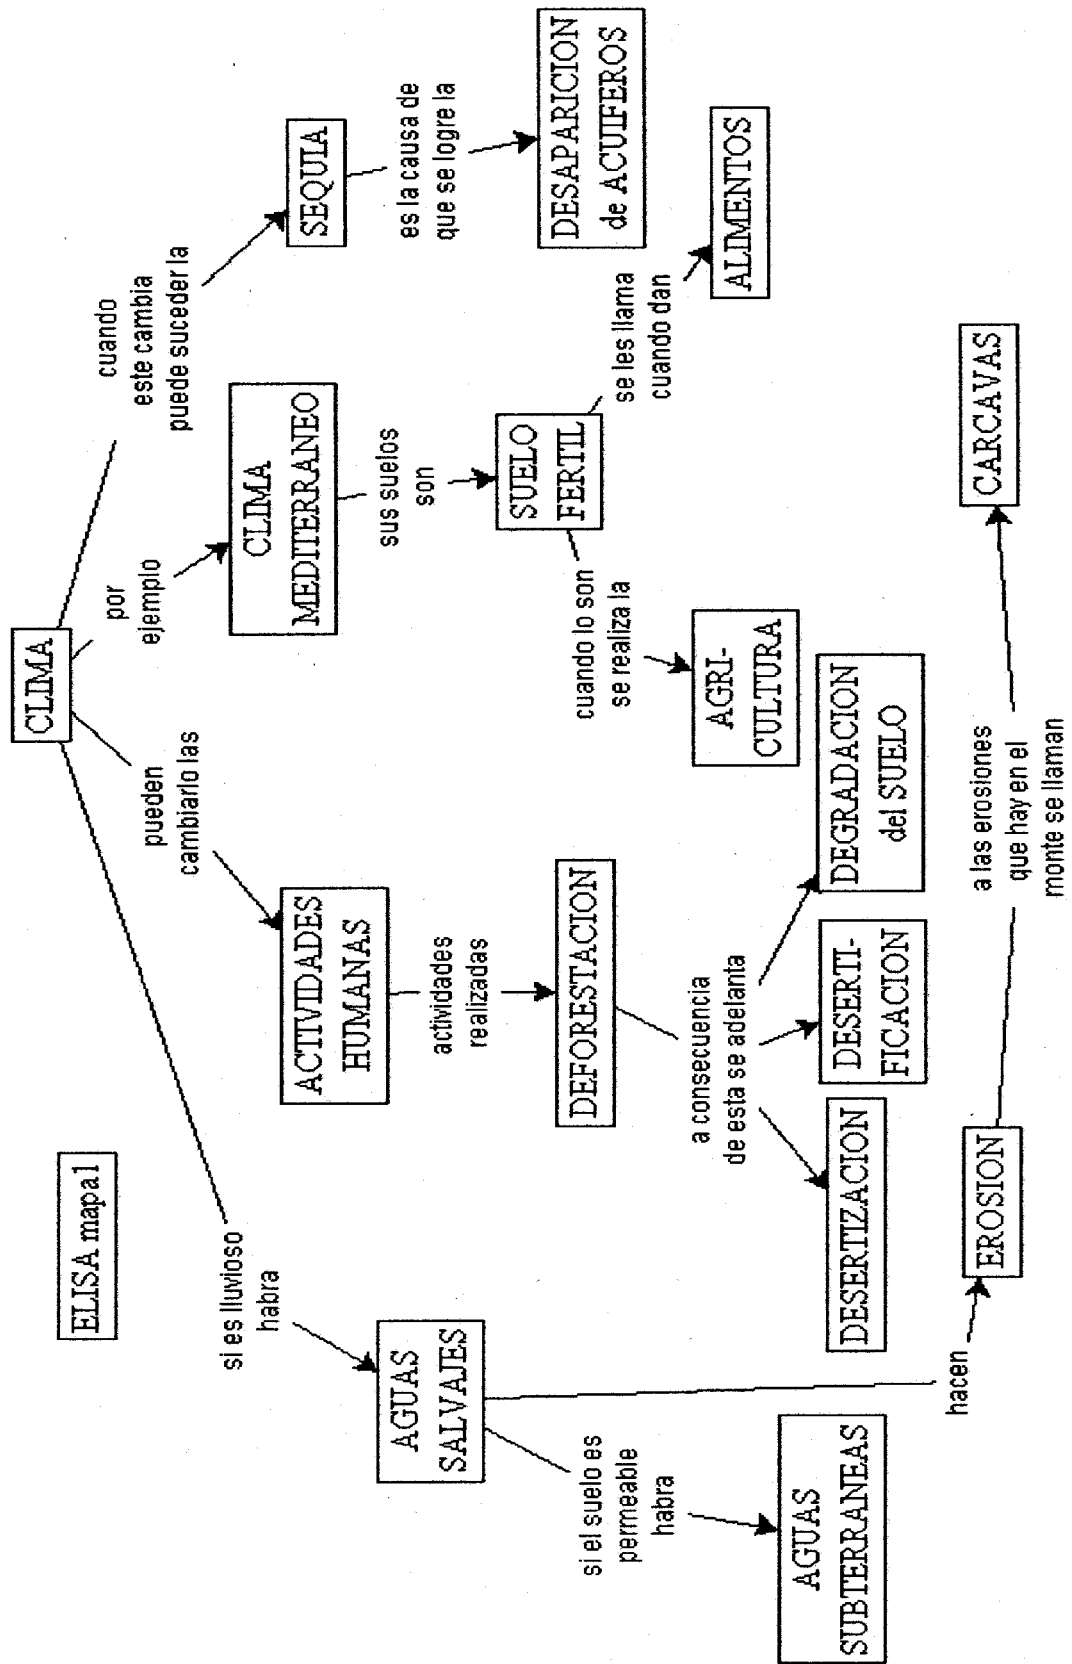 ELISA mapa1
CLIMA
si es lluvioso
habra
pueden
cambiarlo las
por
ejemplo
cuando
este cambia
puede suceder la
AGUAS
SALVAJES
ACTIVIDADES
HUMANAS
CLIMA
MEDITERRANEO
SEQUIA
actividades
realizadas
sus suelos
son
es la causa de
que se logre la
si el suelo es
permeable
habra
DEFORESTACION
SUELO
FERTIL
DESAPARICION
de ACUIFEROS
a consecuencia
de esta se adelanta
cuando lo son
se realiza la
se les llama
cuando dan
AGUAS
SUBTERRANEAS
DESERTIZACION
DESERTI-
FICACION
DEGRADACION
del SUELO
AGRI-
CULTURA
ALIMENTOS
hacen
EROSION
a las erosiones
que hay en el
monte se llaman
CARCAVAS